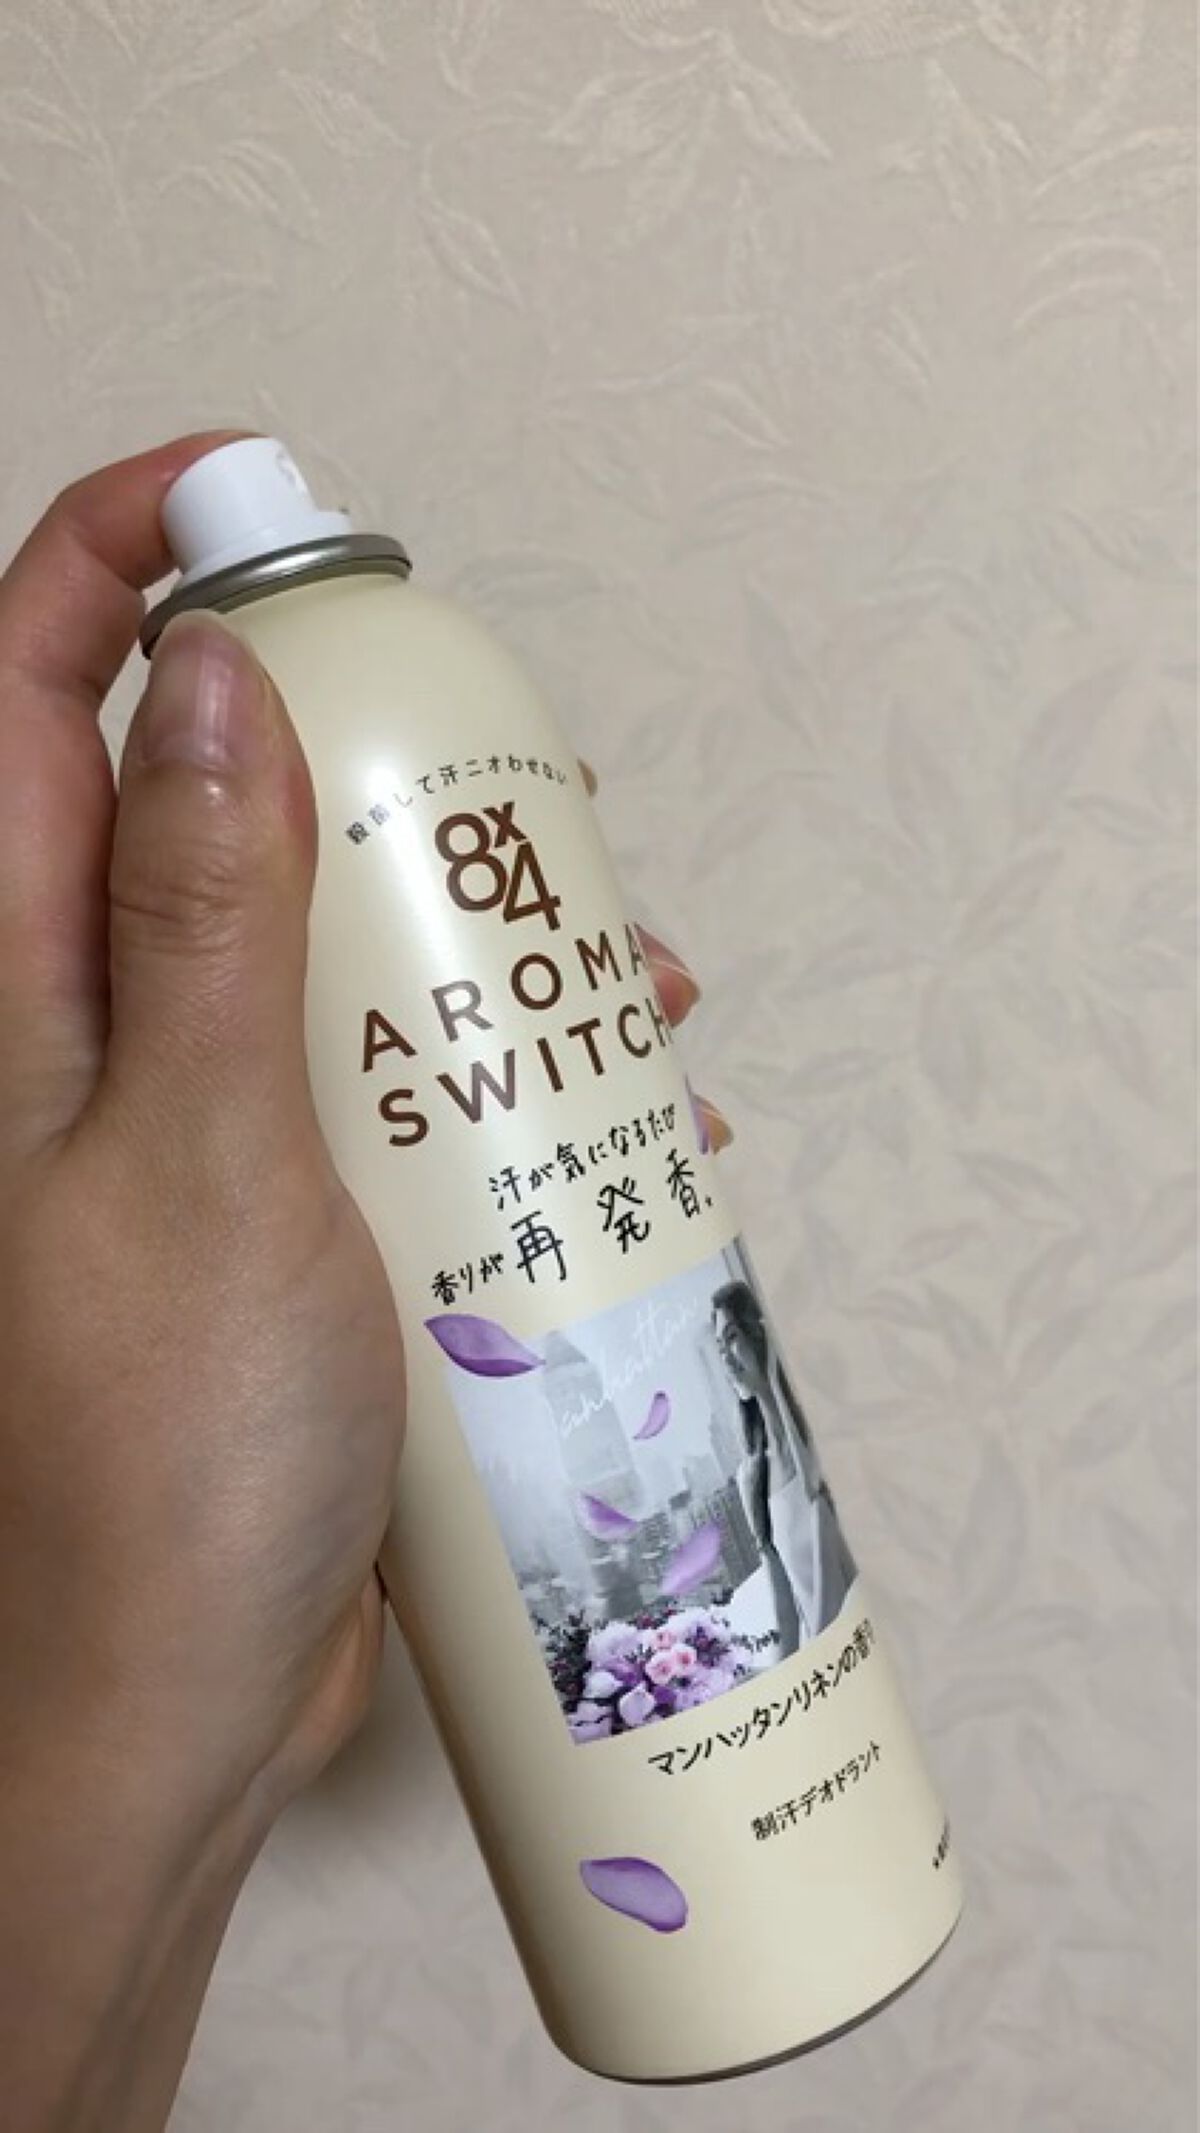 殺菌して汗ニオわせない
8x4
AROMA
SWITCH
汗が気になるたび
香りが再発香。
Manhattan
マンハッタンリネンの香り
制汗デオドラント